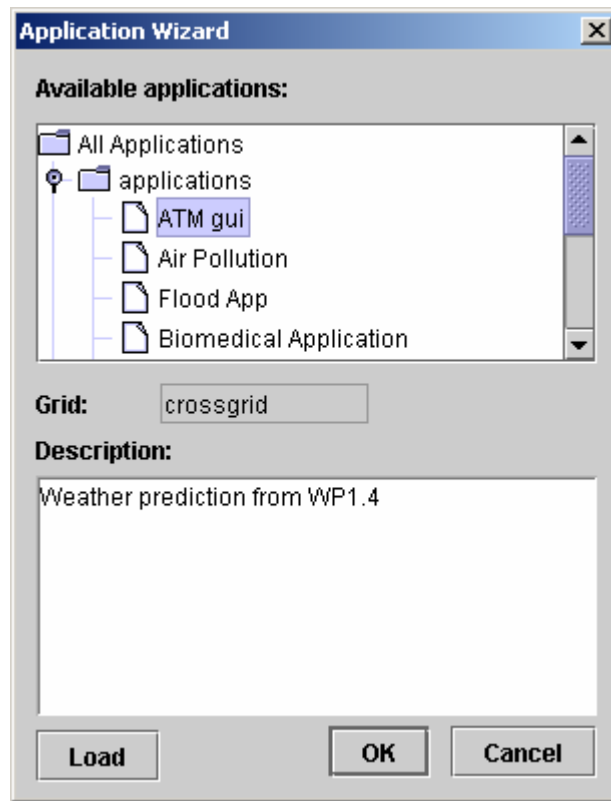 Application Wizard
Available applications:
All Applications
applications
ATM gui
Air Pollution
Flood App
Biomedical Application
Grid: crossgrid
Description:
Weather prediction from WP1.4
Load OK Cancel